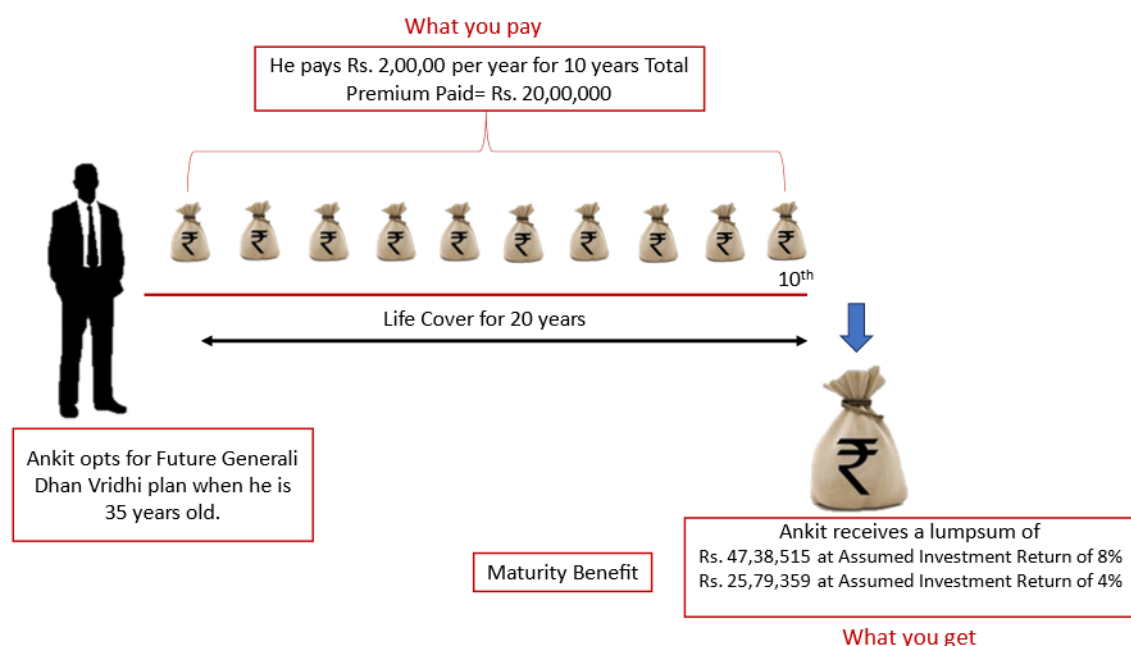 What you pay
He pays Rs. 2,00,00 per year for 10 years Total
Premium Paid= Rs. 20,00,000
₹ ₹ ₹ ₹ ₹ ₹ ₹ ₹ ₹ ₹
10th
Life Cover for 20 years
₹
Ankit opts for Future Generali
Dhan Vridhi plan when he is
35 years old.
Maturity Benefit
Ankit receives a lumpsum of
Rs. 47,38,515 at Assumed Investment Return of 8%
Rs. 25,79,359 at Assumed Investment Return of 4%
What you get